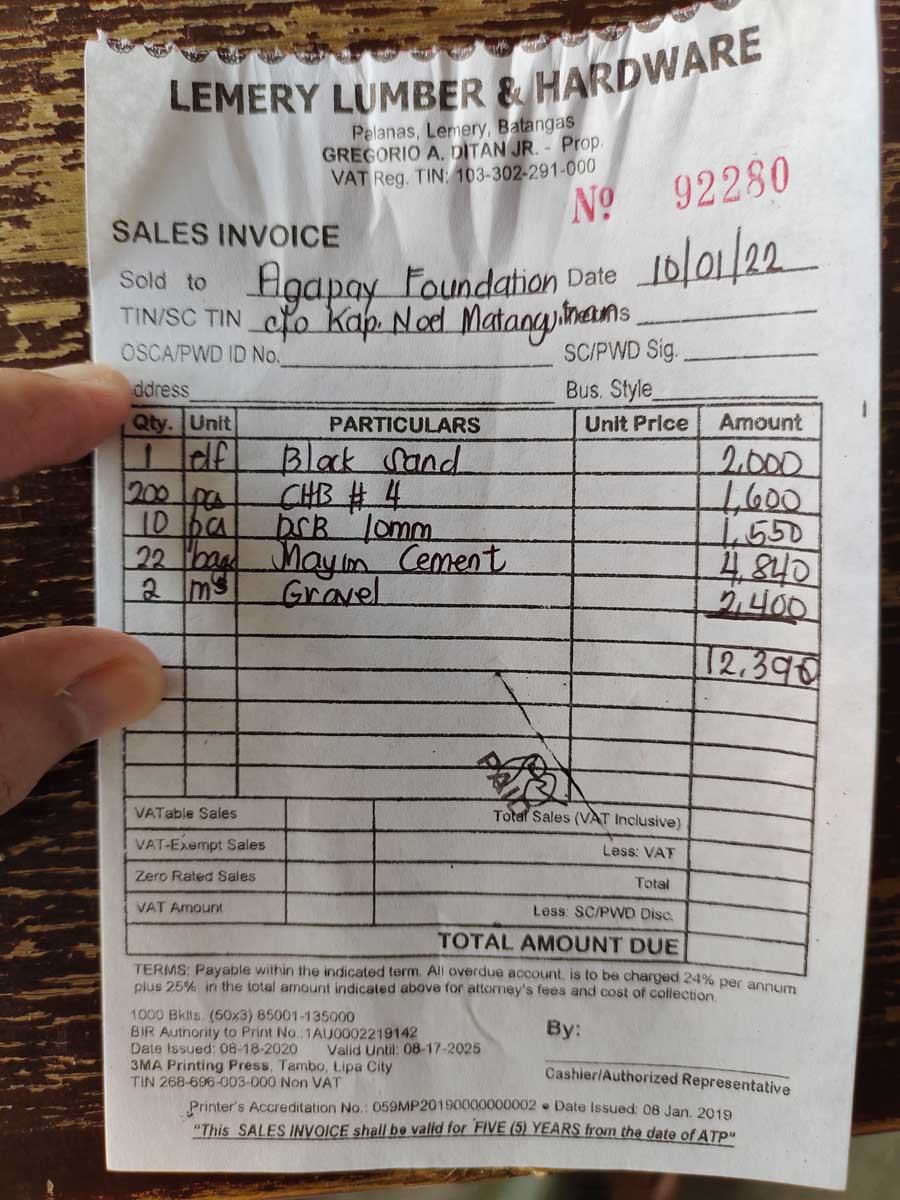 LEMERY LUMBER & HARDWARE
Palanas, Lemery, Batangas
GREGORIO A. DITAN JR. - Prop.
VAT Reg. TIN: 103-302-291-000
Nº 92280
SALES INVOICE
Sold to Agapay Foundation Date 10/01/22
TIN/SC TIN c/o Kap. Noel Matangihan
OSCA/PWD ID No. SC/PWD Sig.
ddress Bus. Style
Qty. Unit PARTICULARS Unit Price Amount
1 elf Black Sand 2,000
200 pcs CHB # 4 1,600
10 pcs DSB 10mm 1,550
22 bags Cement 4,840
2 m³ Gravel 2,400
12,390
PAID
VATable Sales Total Sales (VAT Inclusive)
VAT-Exempt Sales Less: VAT
Zero Rated Sales Total
VAT Amount Less: SC/PWD Disc.
TOTAL AMOUNT DUE
TERMS: Payable within the indicated term. All overdue account, is to be charged 24% per annum
plus 25% in the total amount indicated above for attorney's fees and cost of collection.
1000 Bklts. (50x3) 85001-135000
BIR Authority to Print No.:1AU0002219142
Date Issued: 08-18-2020 Valid Until: 08-17-2025
3MA Printing Press, Tambo, Lipa City
TIN 268-696-003-000 Non VAT
By:
Cashier/Authorized Representative
Printer's Accreditation No.: 059MP20190000000002 • Date Issued: 08 Jan. 2019
"This SALES INVOICE shall be valid for FIVE (5) YEARS from the date of ATP"